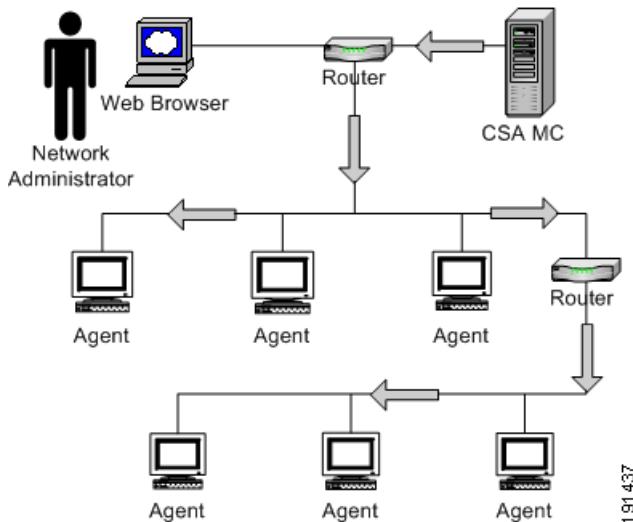 Router
Web Browser
CSA MC
Network
Administrator
Agent
Agent
Agent
Router
Agent
Agent
Agent
191437